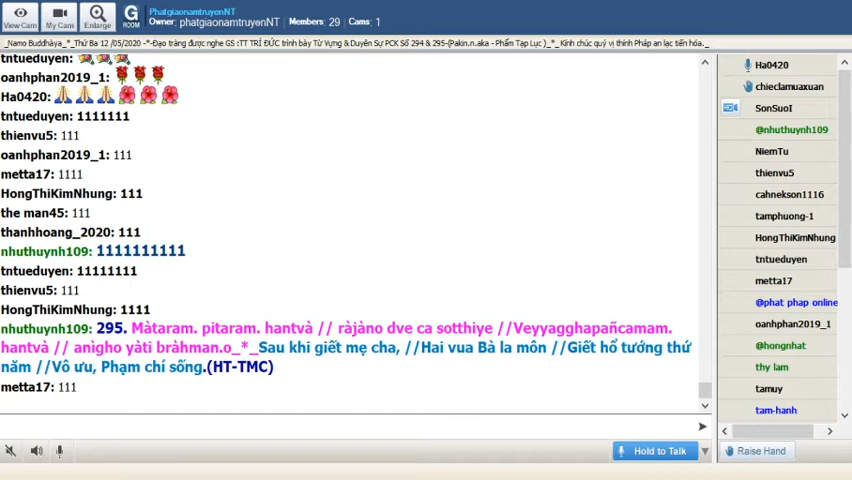 View Cam
My Cam
Enlarge
G
ROOM
PhatgiaonamtruyenNT
Owner: phatgiaonamtruyenNT | Members: 29 | Cams: 1
_Namo Buddhàya_*_Thứ Ba 12 /05/2020 -*-Đạo tràng được nghe GS :TT TRÍ ĐỨC trình bày Từ Vựng &Duyên Sự PCK Số 294 & 295-(Pakin.n.aka - Phẩm Tạp Lục )_*_ Kính chúc quý vị thính Pháp an lạc tiến hóa._
tntueduyen:
oanhphan2019_1:
Ha0420:
tntueduyen: 1111111
thienvu5: 111
oanhphan2019_1: 111
metta17: 1111
HongThiKimNhung: 111
the man45: 111
thanhhoang_2020: 111
nhuthuynh109: 1111111111
tntueduyen: 11111111
thienvu5: 111
HongThiKimNhung: 1111
nhuthuynh109: 295. Màtaram. pitaram. hantvà // ràjàno dve ca sotthiye //Veyyagghapañcamam.
hantvà // anìgho yàti bràhman.o_*_Sau khi giết mẹ cha, //Hai vua Bà la môn //Giết hổ tướng thứ
năm //Vô ưu, Phạm chí sống.(HT-TMC)
metta17: 111
Hold to Talk
Ha0420
chieclamuaxuan
HD
SonSuoI
@nhuthuynh109
NiemTu
thienvu5
cahnekson1116
tamphuong-1
HongThiKimNhung
tntueduyen
metta17
@phat phap online
oanhphan2019_1
@hongnhat
thy lam
tamuy
tam-hanh
Raise Hand